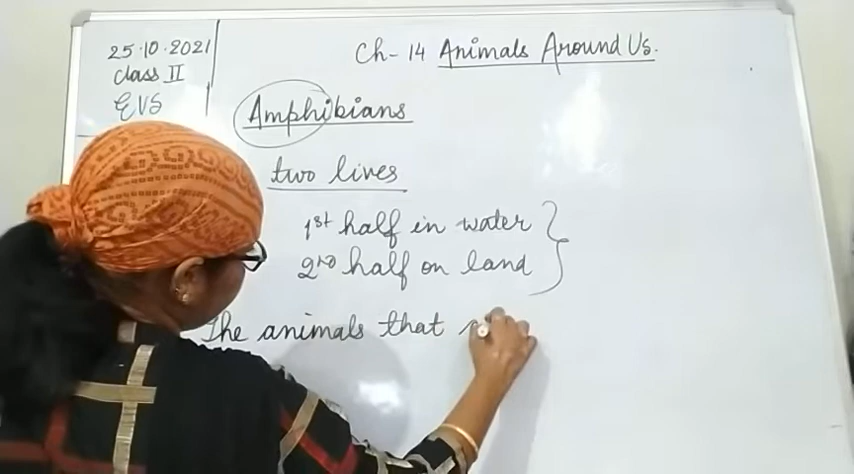 25.10.2021
Class II
EVS
Ch-14 Animals Around Us.
Amphibians
two lives
1st half in water
2nd half on land
The animals that